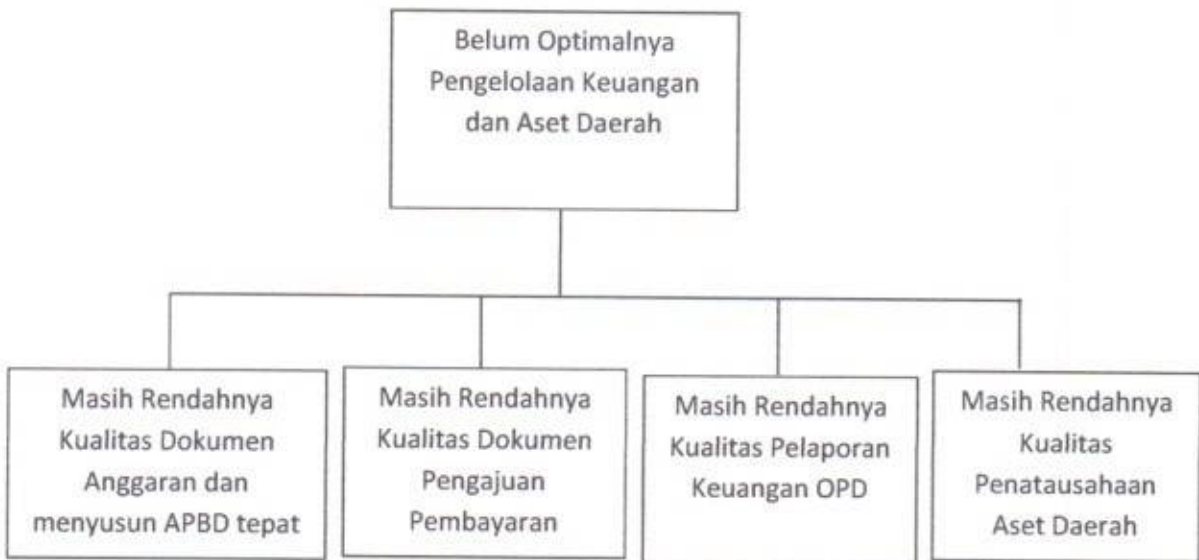 Belum Optimalnya
Pengelolaan Keuangan
dan Aset Daerah
Masih Rendahnya
Kualitas Dokumen
Anggaran dan
menyusun APBD tepat
Masih Rendahnya
Kualitas Dokumen
Pengajuan
Pembayaran
Masih Rendahnya
Kualitas Pelaporan
Keuangan OPD
Masih Rendahnya
Kualitas
Penatausahaan
Aset Daerah